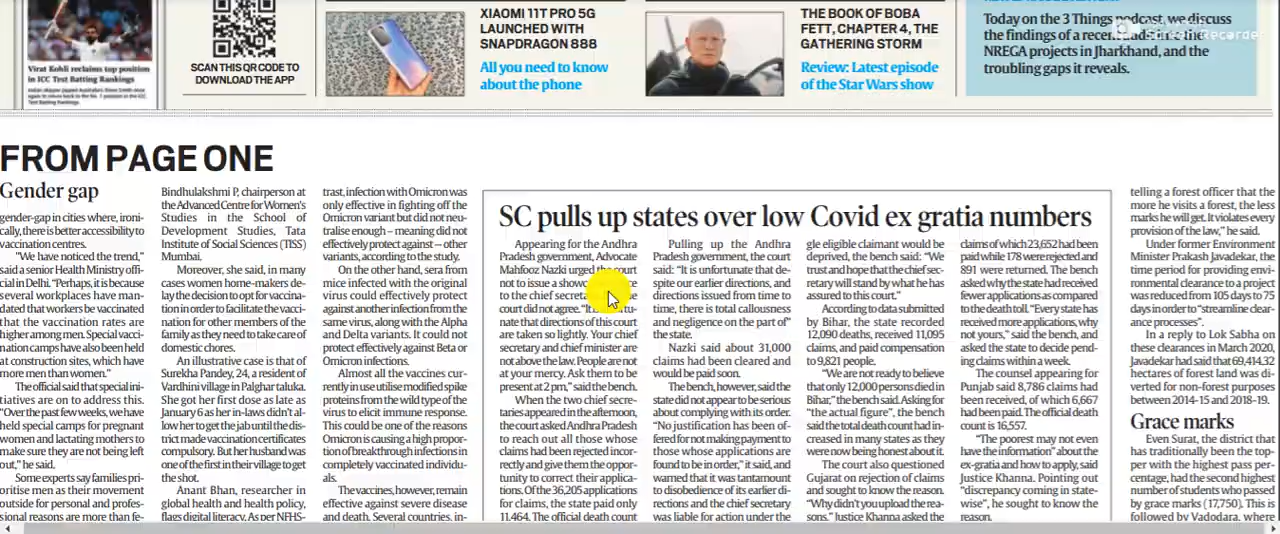 Virat Kohli reclaims top position
in ICC Test Batting Rankings
SCAN THIS QR CODE TO
DOWNLOAD THE APP
XIAOMI 11T PRO 5G
LAUNCHED WITH
SNAPDRAGON 888
All you need to know
about the phone
THE BOOK OF BOBA
FETT, CHAPTER 4, THE
GATHERING STORM
Review: Latest episode
of the Star Wars show
Today on the 3 Things podcast, we discuss
the findings of a recent
NREGA projects in Jharkhand, and the
troubling gaps it reveals.
FROM PAGE ONE
Gender gap
gender-gap in cities where, ironi-
cally, there is better accessibility to
vaccination centres.
"We have noticed the trend,"
said a senior Health Ministry offi-
cial in Delhi. "Perhaps, it is because
several workplaces have man-
dated that workers be vaccinated
that the vaccination rates are
higher among men. Special vacci-
nation camps have also been held
at construction sites, which have
more men than women."
The official said that special ini-
tiatives are on to address this.
"Over the past few weeks, we have
held special camps for pregnant
women and lactating mothers to
make sure they are not being left
out," he said.
Some experts say families pri-
oritise men as their movement
outside for personal and profes-
sional reasons are more than fe-
Bindhulakshmi P, chairperson at
the Advanced Centre for Women's
Studies in the School of
Development Studies, Tata
Institute of Social Sciences (TISS)
Mumbai.
Moreover, she said, in many
cases women home-makers de-
lay the decision to opt for vaccina-
tion in order to facilitate the vacci-
nation for other members of the
family as they need to take care of
domestic chores.
An illustrative case is that of
Surekha Pandey, 24, a resident of
Vardhini village in Palghar taluka.
She got her first dose as late as
January 6 as her in-laws didn't al-
low her to get the jab until the dis-
trict made vaccination certificates
compulsory. But her husband was
one of the first in their village to get
the shot.
Anant Bhan, researcher in
global health and health policy,
flags digital literacy. As per NFHS-
trast, infection with Omicron was
only effective in fighting off the
Omicron variant but did not neu-
tralise enough – meaning did not
effectively protect against – other
variants, according to the study.
On the other hand, sera from
mice infected with the original
virus could effectively protect
against another infection from the
same virus, along with the Alpha
and Delta variants. It could not
protect effectively against Beta or
Omicron infections.
Almost all the vaccines cur-
rently in use utilise modified spike
proteins from the wild type of the
virus to elicit immune response.
This could be one of the reasons
Omicron is causing a high propor-
tion of breakthrough infections in
completely vaccinated individu-
als.
The vaccines, however, remain
effective against severe disease
and death. Several countries, in-
SC pulls up states over low Covid ex gratia numbers
Appearing for the Andhra
Pradesh government, Advocate
Mahfooz Nazki urged the court
not to issue a showc
to the chief secreta
court did not agree. "It is
nate that directions of this court
are taken so lightly. Your chief
secretary and chief minister are
not above the law. People are not
at your mercy. Ask them to be
present at 2 pm," said the bench.
When the two chief secre-
taries appeared in the afternoon,
the court asked Andhra Pradesh
to reach out all those whose
claims had been rejected incor-
rectly and give them the oppor-
tunity to correct their applica-
tions. Of the 36,205 applications
for claims, the state paid only
11,464. The official death count
Pulling up the Andhra
Pradesh government, the court
said: "It is unfortunate that de-
spite our earlier directions, and
directions issued from time to
time, there is total callousness
and negligence on the part of"
the state.
Nazki said about 31,000
claims had been cleared and
would be paid soon.
The bench, however, said the
state did not appear to be serious
about complying with its order.
"No justification has been of-
fered for not making payment to
those whose applications are
found to be in order," it said, and
warned that it was tantamount
to disobedience of its earlier di-
rections and the chief secretary
was liable for action under the
gle eligible claimant would be
deprived, the bench said: "We
trust and hope that the chief sec-
retary will stand by what he has
assured to this court."
According to data submitted
by Bihar, the state recorded
12,090 deaths, received 11,095
claims, and paid compensation
to 9,821 people.
"We are not ready to believe
that only 12,000 persons died in
Bihar," the bench said. Asking for
"the actual figure", the bench
said the total death count had in-
creased in many states as they
were now being honest about it.
The court also questioned
Gujarat on rejection of claims
and sought to know the reason.
"Why didn't you upload the rea-
sons." Justice Khanna asked the
claims of which 23,652 had been
paid while 178 were rejected and
891 were returned. The bench
asked why the state had received
fewer applications as compared
to the death toll. "Every state has
received more applications, why
not yours," said the bench, and
asked the state to decide pend-
ing claims within a week.
The counsel appearing for
Punjab said 8,786 claims had
been received, of which 6,667
had been paid. The official death
count is 16,557.
"The poorest may not even
have the information" about the
ex-gratia and how to apply, said
Justice Khanna. Pointing out
"discrepancy coming in state-
wise", he sought to know the
reason.
telling a forest officer that the
more he visits a forest, the less
marks he will get. It violates every
provision of the law," he said.
Under former Environment
Minister Prakash Javadekar, the
time period for providing envi-
ronmental clearance to a project
was reduced from 105 days to 75
days in order to "streamline clear-
ance processes".
In a reply to Lok Sabha on
these clearances in March 2020,
Javadekar had said that 69,414.32
hectares of forest land was di-
verted for non-forest purposes
between 2014-15 and 2018-19.
Grace marks
Even Surat, the district that
has traditionally been the top-
per with the highest pass per-
centage, had the second highest
number of students who passed
by grace marks (17,750). This is
followed by Vadodara, where